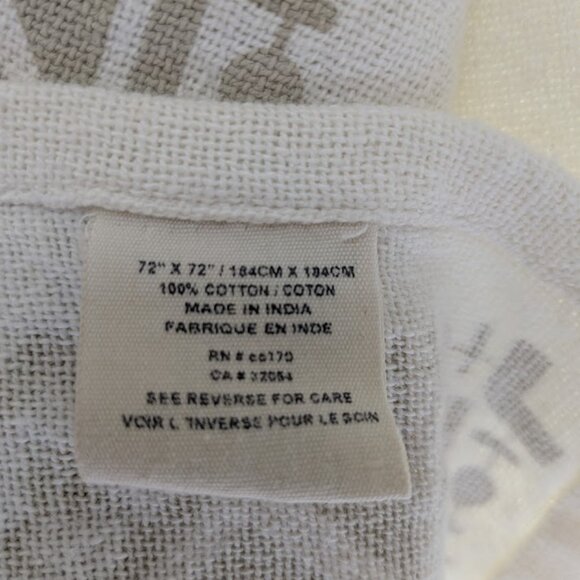 72" X 72" / 184CM X 184CM
100% COTTON / COTON
MADE IN INDIA
FABRIQUE EN INDE
RN #
CA #
SEE REVERSE FOR CARE
VOIR L'INVERSE POUR LE SOIN